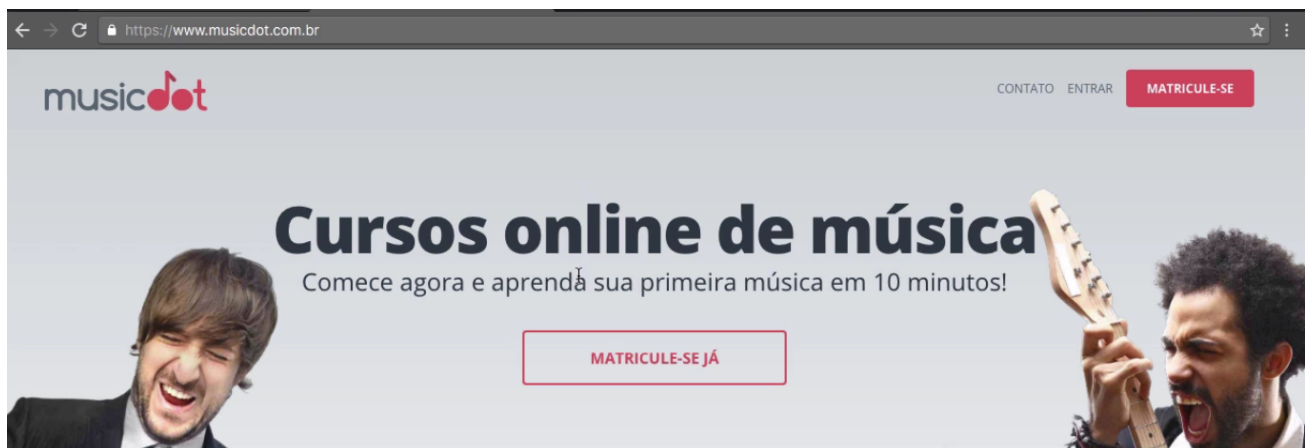 https://www.musicdot.com.br
musicdot
CONTATO ENTRAR MATRICULE-SE
Cursos online de música
Comece agora e aprenda sua primeira música em 10 minutos!
MATRICULE-SE JÁ